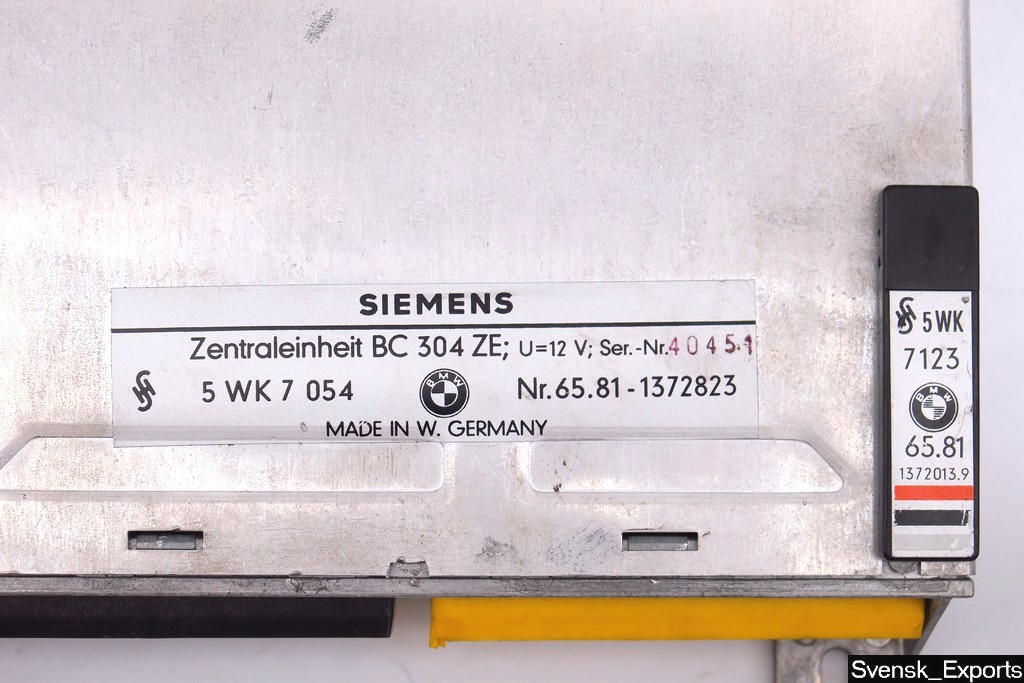 SIEMENS
Zentraleinheit BC 304 ZE; U=12 V; Ser.-Nr. 40451
5 WK 7 054 BMW Nr. 65.81-1372823
MADE IN W. GERMANY
5WK
7123
BMW
65.81
1372013.9
Svensk_Exports